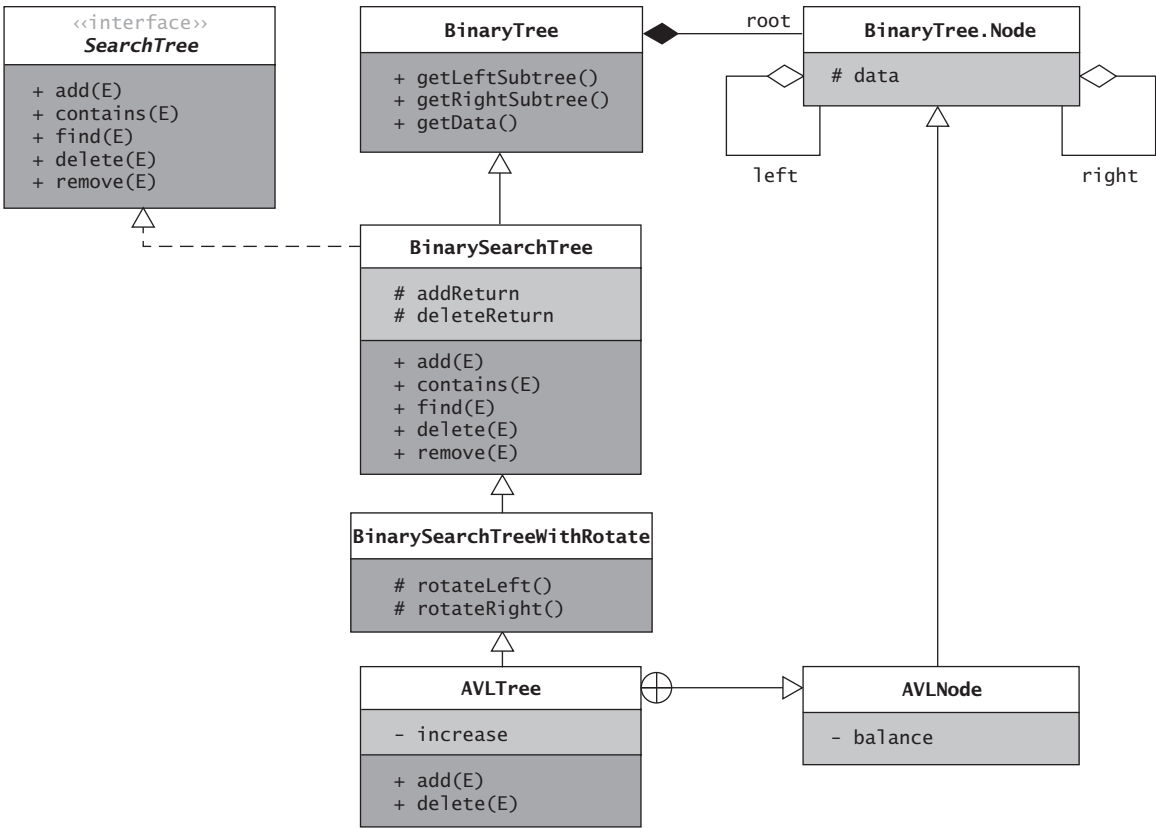 ‹‹interface››
SearchTree
+ add(E)
+ contains(E)
+ find(E)
+ delete(E)
+ remove(E)
BinaryTree
+ getLeftSubtree()
+ getRightSubtree()
+ getData()
root
BinaryTree.Node
# data
left
right
BinarySearchTree
# addReturn
# deleteReturn
+ add(E)
+ contains(E)
+ find(E)
+ delete(E)
+ remove(E)
BinarySearchTreeWithRotate
# rotateLeft()
# rotateRight()
AVLTree
- increase
+ add(E)
+ delete(E)
AVLNode
- balance